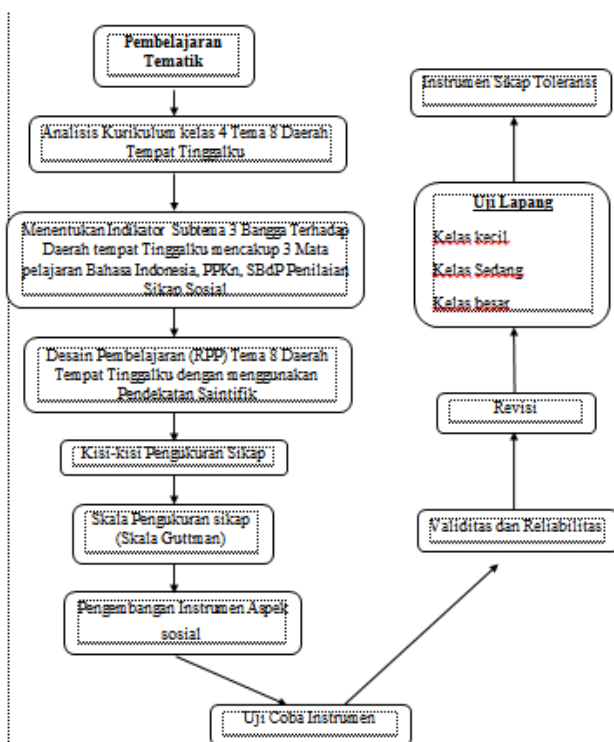 Pembelajaran
Tematik
Analisis Kurikulum kelas 4 Tema 8 Daerah
Tempat Tinggalku
Menentukan Indikator Subtema 3 Bangga Terhadap
Daerah tempat Tinggalku mencakup 3 Mata
pelajaran Bahasa Indonesia, PPKn, SBdP Penilaian
Sikap Sosial
Desain Pembelajaran (RPP) Tema 8 Daerah
Tempat Tinggalku dengan menggunakan
Pendekatan Saintifik
Kisi-kisi Pengukuran Sikap
Skala Pengukuran sikap
(Skala Guttman)
Pengembangan Instrumen Aspek
sosial
Uji Coba Instrumen
Validitas dan Reliabilitas
Revisi
Uji Lapang
Kelas kecil
Kelas Sedang
Kelas besar
Instrumen Sikap Toleransi